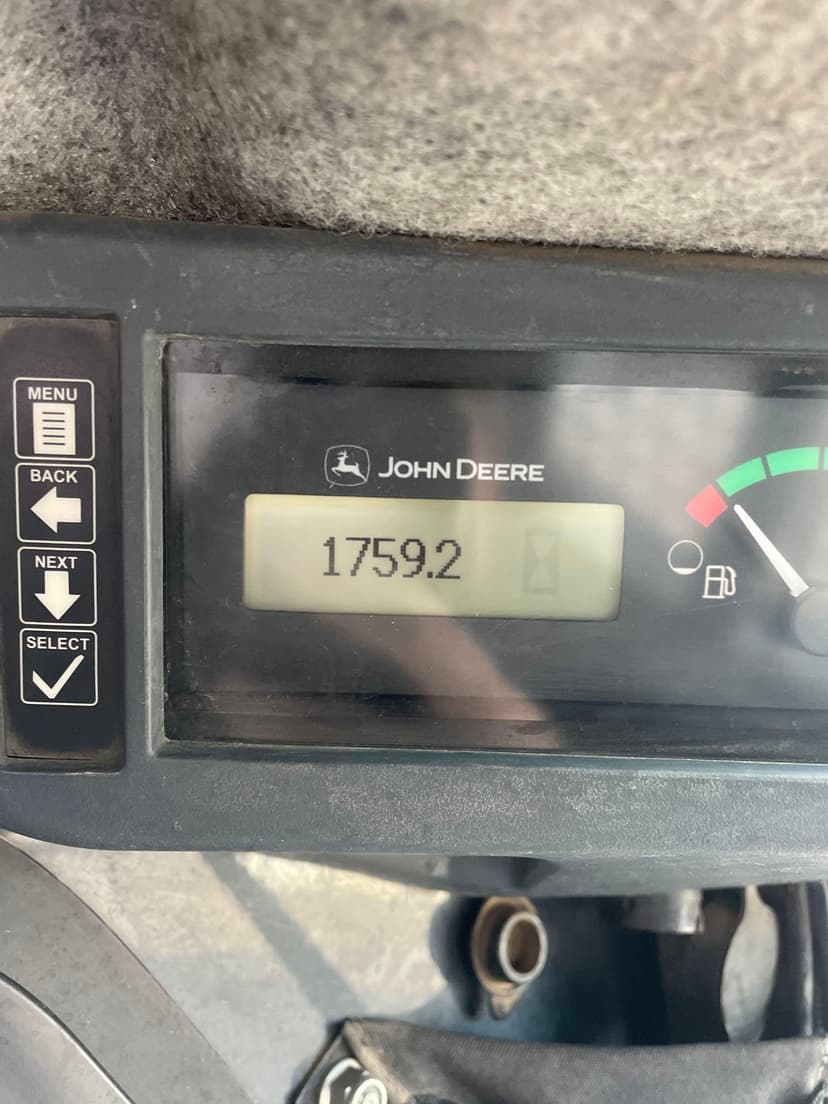 MENU
BACK
NEXT
SELECT
JOHN DEERE
1759.2